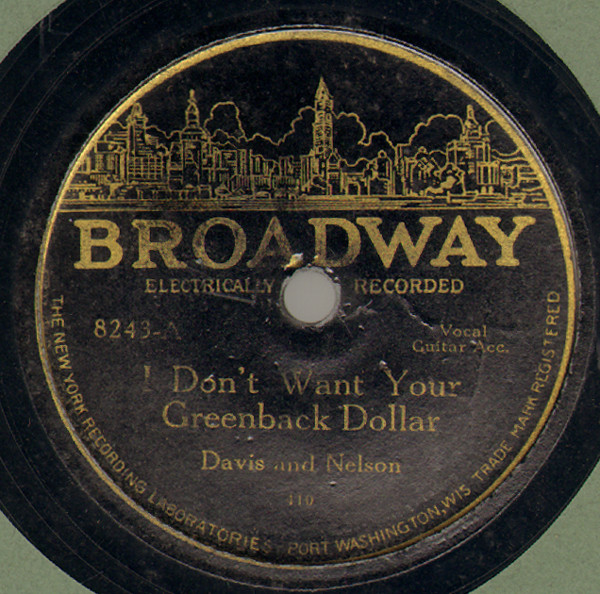 BROADWAY
ELECTRICALLY RECORDED
8243-A
Vocal
Guitar Acc.
I Don't Want Your
Greenback Dollar
Davis and Nelson
110
THE NEW YORK RECORDING LABORATORIES - PORT WASHINGTON, WIS. TRADE MARK REGISTERED